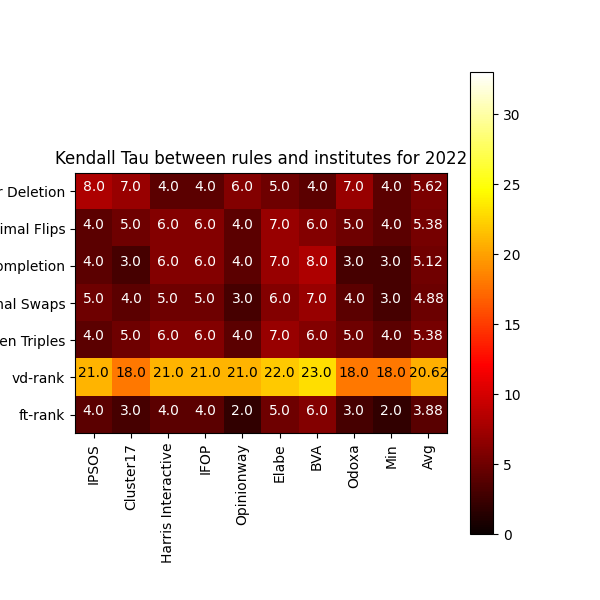 Kendall Tau between rules and institutes for 2022
r Deletion 8.0 7.0 4.0 4.0 6.0 5.0 4.0 7.0 4.0 5.62
imal Flips 4.0 5.0 6.0 6.0 4.0 7.0 6.0 5.0 4.0 5.38
ompletion 4.0 3.0 6.0 6.0 4.0 7.0 8.0 3.0 3.0 5.12
nal Swaps 5.0 4.0 5.0 5.0 3.0 6.0 7.0 4.0 3.0 4.88
en Triples 4.0 5.0 6.0 6.0 4.0 7.0 6.0 5.0 4.0 5.38
vd-rank 21.0 18.0 21.0 21.0 21.0 22.0 23.0 18.0 18.0 20.62
ft-rank 4.0 3.0 4.0 4.0 2.0 5.0 6.0 3.0 2.0 3.88
IPSOS
Cluster17
Harris Interactive
IFOP
Opinionway
Elabe
BVA
Odoxa
Min
Avg
30
25
20
15
10
5
0